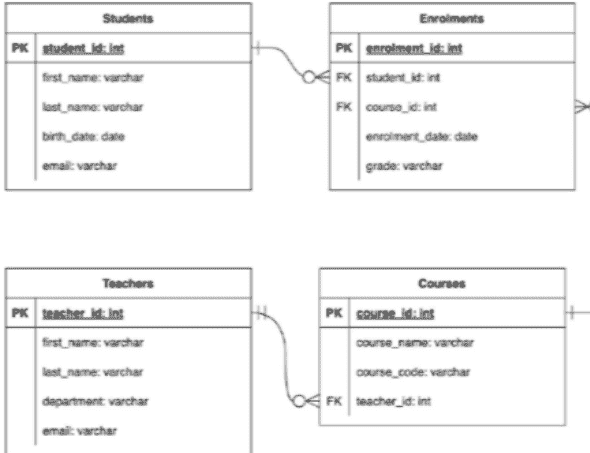 Students
PK student_id: int
first_name: varchar
last_name: varchar
birth_date: date
email: varchar
Enrolments
PK enrolment_id: int
FK student_id: int
FK course_id: int
enrolment_date: date
grade: varchar
Teachers
PK teacher_id: int
first_name: varchar
last_name: varchar
department: varchar
email: varchar
Courses
PK course_id: int
course_name: varchar
course_code: varchar
FK teacher_id: int